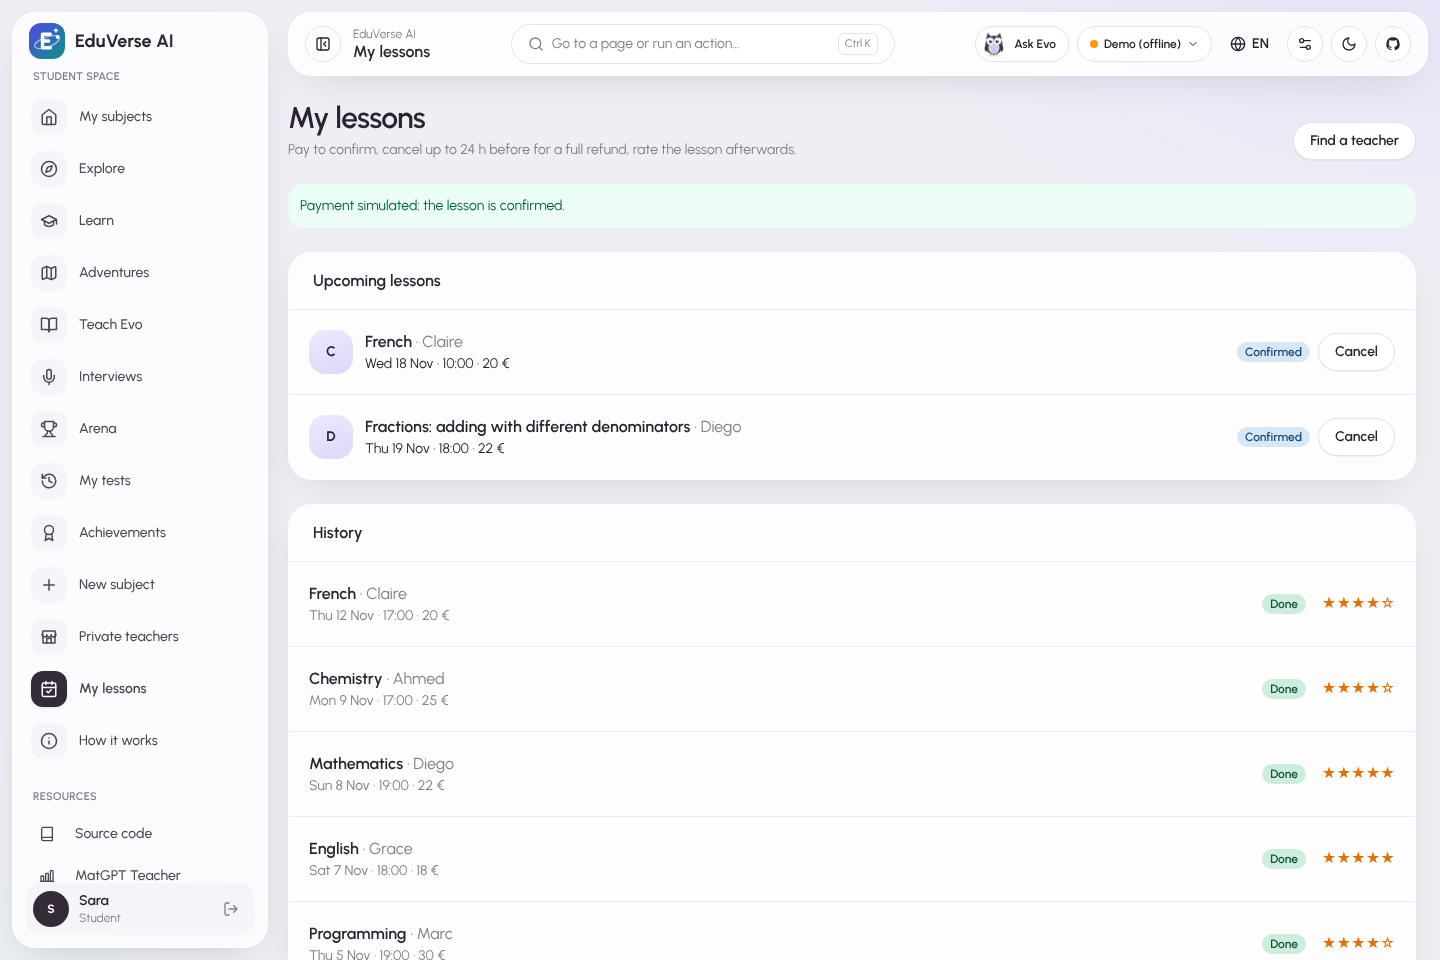 EduVerse AI
STUDENT SPACE
My subjects
Explore
Learn
Adventures
Teach Evo
Interviews
Arena
My tests
Achievements
New subject
Private teachers
My lessons
How it works
RESOURCES
Source code
MatGPT Teacher
S
Sara
Student
EduVerse AI
My lessons
Go to a page or run an action...
Ctrl K
Ask Evo
Demo (offline)
EN
My lessons
Pay to confirm, cancel up to 24 h before for a full refund, rate the lesson afterwards.
Find a teacher
Payment simulated: the lesson is confirmed.
Upcoming lessons
C
French · Claire
Wed 18 Nov · 10:00 · 20 €
Confirmed
Cancel
D
Fractions: adding with different denominators · Diego
Thu 19 Nov · 18:00 · 22 €
Confirmed
Cancel
History
French · Claire
Thu 12 Nov · 17:00 · 20 €
Done
★★★★☆
Chemistry · Ahmed
Mon 9 Nov · 17:00 · 25 €
Done
★★★★☆
Mathematics · Diego
Sun 8 Nov · 19:00 · 22 €
Done
★★★★★
English · Grace
Sat 7 Nov · 18:00 · 18 €
Done
★★★★★
Programming · Marc
Thu 5 Nov · 19:00 · 30 €
Done
★★★★☆